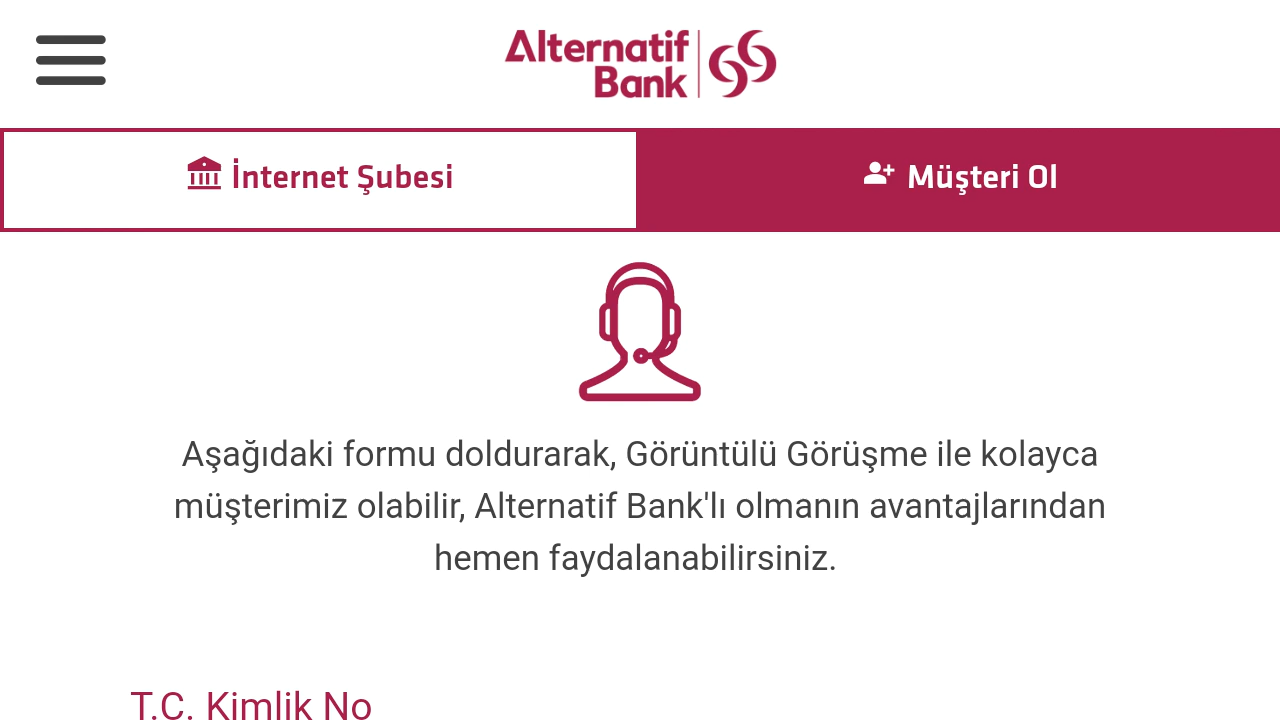 Alternatif
Bank
İnternet Şubesi
Müşteri Ol
Aşağıdaki formu doldurarak, Görüntülü Görüşme ile kolayca
müşterimiz olabilir, Alternatif Bank'lı olmanın avantajlarından
hemen faydalanabilirsiniz.
T.C. Kimlik No